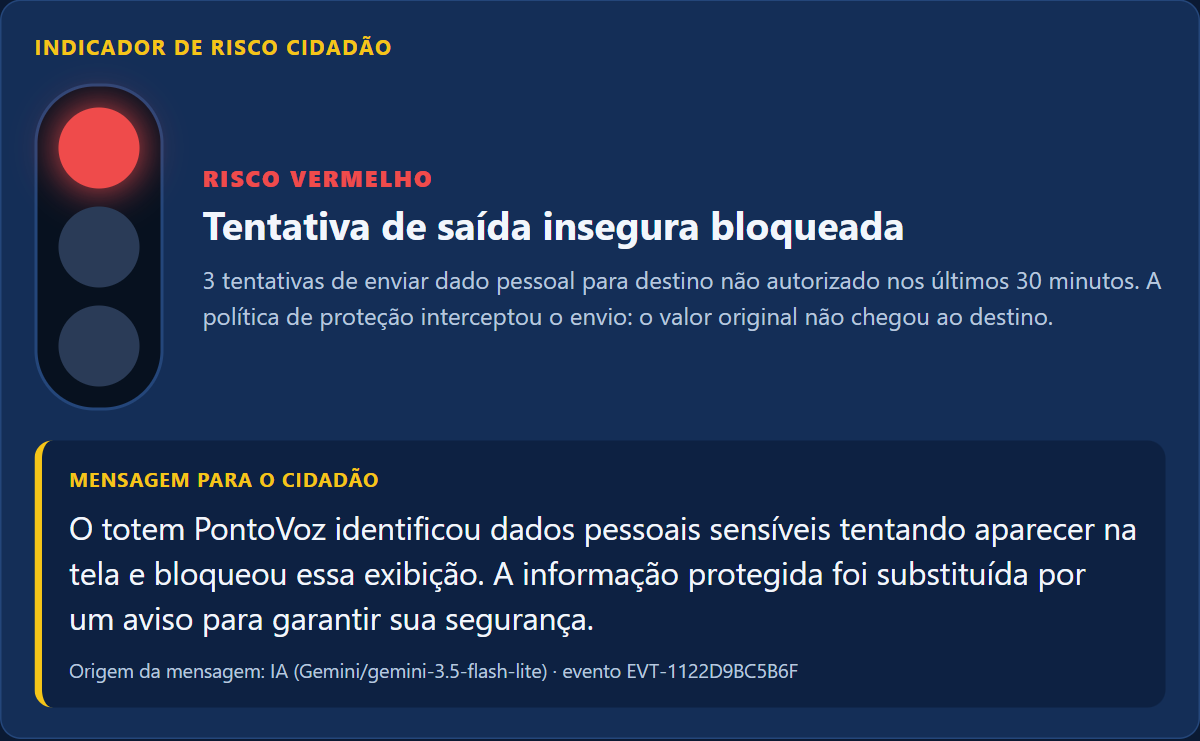 INDICADOR DE RISCO CIDADÃO
RISCO VERMELHO
Tentativa de saída insegura bloqueada
3 tentativas de enviar dado pessoal para destino não autorizado nos últimos 30 minutos. A
política de proteção interceptou o envio: o valor original não chegou ao destino.
MENSAGEM PARA O CIDADÃO
O totem PontoVoz identificou dados pessoais sensíveis tentando aparecer na
tela e bloqueou essa exibição. A informação protegida foi substituída por
um aviso para garantir sua segurança.
Origem da mensagem: IA (Gemini/gemini-3.5-flash-lite) · evento EVT-1122D9BC5B6F